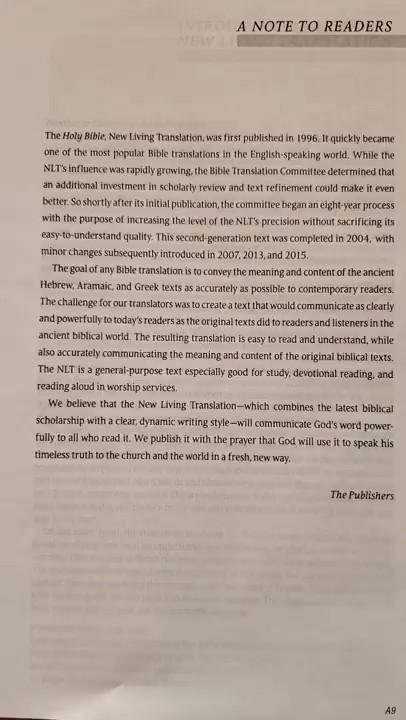 A NOTE TO READERS
The Holy Bible, New Living Translation, was first published in 1996. It quickly became
one of the most popular Bible translations in the English-speaking world. While the
NLT's influence was rapidly growing, the Bible Translation Committee determined that
an additional investment in scholarly review and text refinement could make it even
better. So shortly after its initial publication, the committee began an eight-year process
with the purpose of increasing the level of the NLT's precision without sacrificing its
easy-to-understand quality. This second-generation text was completed in 2004, with
minor changes subsequently introduced in 2007, 2013, and 2015.
The goal of any Bible translation is to convey the meaning and content of the ancient
Hebrew, Aramaic, and Greek texts as accurately as possible to contemporary readers.
The challenge for our translators was to create a text that would communicate as clearly
and powerfully to today's readers as the original texts did to readers and listeners in the
ancient biblical world. The resulting translation is easy to read and understand, while
also accurately communicating the meaning and content of the original biblical texts.
The NLT is a general-purpose text especially good for study, devotional reading, and
reading aloud in worship services.
We believe that the New Living Translation—which combines the latest biblical
scholarship with a clear, dynamic writing style—will communicate God's word power-
fully to all who read it. We publish it with the prayer that God will use it to speak his
timeless truth to the church and the world in a fresh, new way.
The Publishers
A9